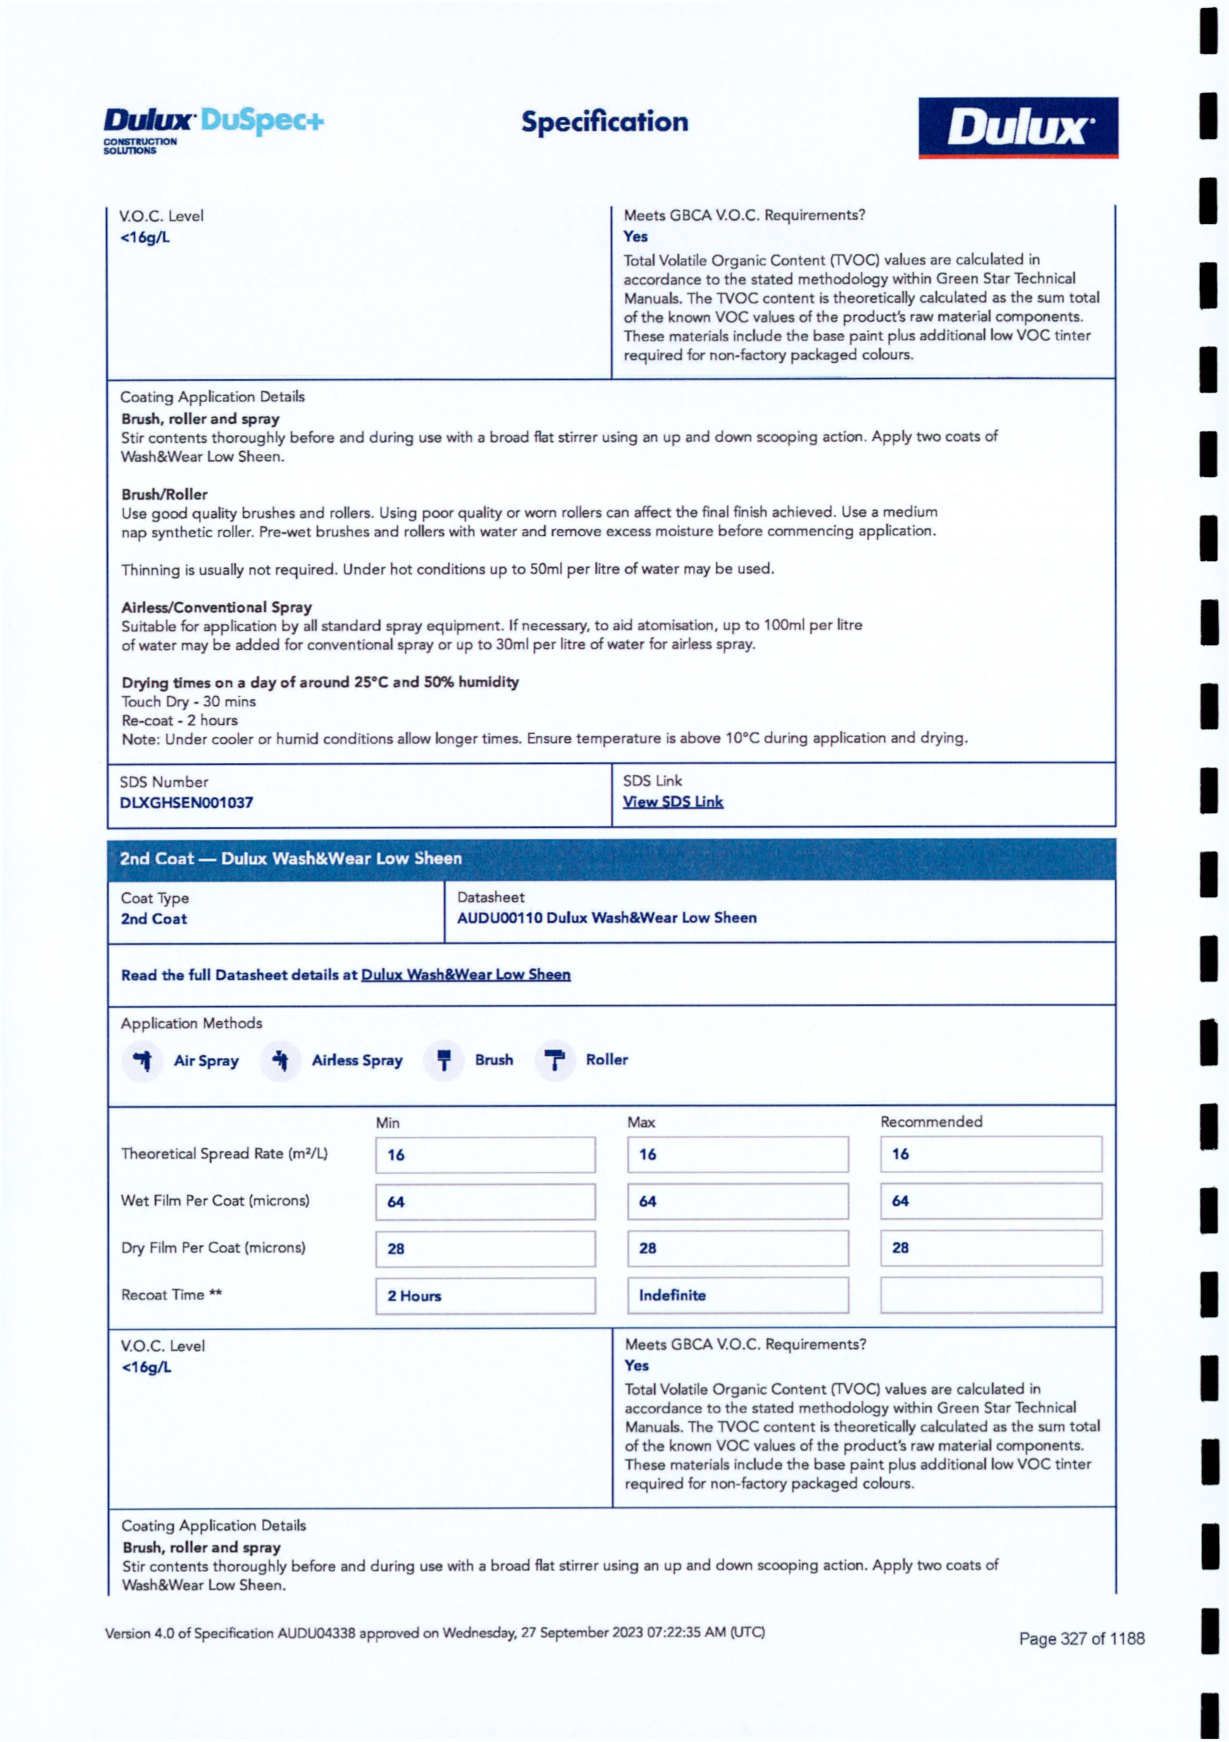 Dulux DuSpec+
CONSTRUCTION
SOLUTIONS
Specification
Dulux
V.O.C. Level
<16g/L
Meets GBCA V.O.C. Requirements?
Yes
Total Volatile Organic Content (TVOC) values are calculated in
accordance to the stated methodology within Green Star Technical
Manuals. The TVOC content is theoretically calculated as the sum total
of the known VOC values of the product's raw material components.
These materials include the base paint plus additional low VOC tinter
required for non-factory packaged colours.
Coating Application Details
Brush, roller and spray
Stir contents thoroughly before and during use with a broad flat stirrer using an up and down scooping action. Apply two coats of
Wash&Wear Low Sheen.
Brush/Roller
Use good quality brushes and rollers. Using poor quality or worn rollers can affect the final finish achieved. Use a medium
nap synthetic roller. Pre-wet brushes and rollers with water and remove excess moisture before commencing application.
Thinning is usually not required. Under hot conditions up to 50ml per litre of water may be used.
Airless/Conventional Spray
Suitable for application by all standard spray equipment. If necessary, to aid atomisation, up to 100ml per litre
of water may be added for conventional spray or up to 30ml per litre of water for airless spray.
Drying times on a day of around 25°C and 50% humidity
Touch Dry - 30 mins
Re-coat - 2 hours
Note: Under cooler or humid conditions allow longer times. Ensure temperature is above 10°C during application and drying.
SDS Number
DLXGHSEN001037
SDS Link
View SDS Link
2nd Coat — Dulux Wash&Wear Low Sheen
Coat Type
2nd Coat
Datasheet
AUDU00110 Dulux Wash&Wear Low Sheen
Read the full Datasheet details at Dulux Wash&Wear Low Sheen
Application Methods
Air Spray Airless Spray Brush Roller
Min Max Recommended
Theoretical Spread Rate (m²/L) 16 16 16
Wet Film Per Coat (microns) 64 64 64
Dry Film Per Coat (microns) 28 28 28
Recoat Time ** 2 Hours Indefinite
V.O.C. Level
<16g/L
Meets GBCA V.O.C. Requirements?
Yes
Total Volatile Organic Content (TVOC) values are calculated in
accordance to the stated methodology within Green Star Technical
Manuals. The TVOC content is theoretically calculated as the sum total
of the known VOC values of the product's raw material components.
These materials include the base paint plus additional low VOC tinter
required for non-factory packaged colours.
Coating Application Details
Brush, roller and spray
Stir contents thoroughly before and during use with a broad flat stirrer using an up and down scooping action. Apply two coats of
Wash&Wear Low Sheen.
Version 4.0 of Specification AUDU04338 approved on Wednesday, 27 September 2023 07:22:35 AM (UTC)
Page 327 of 1188